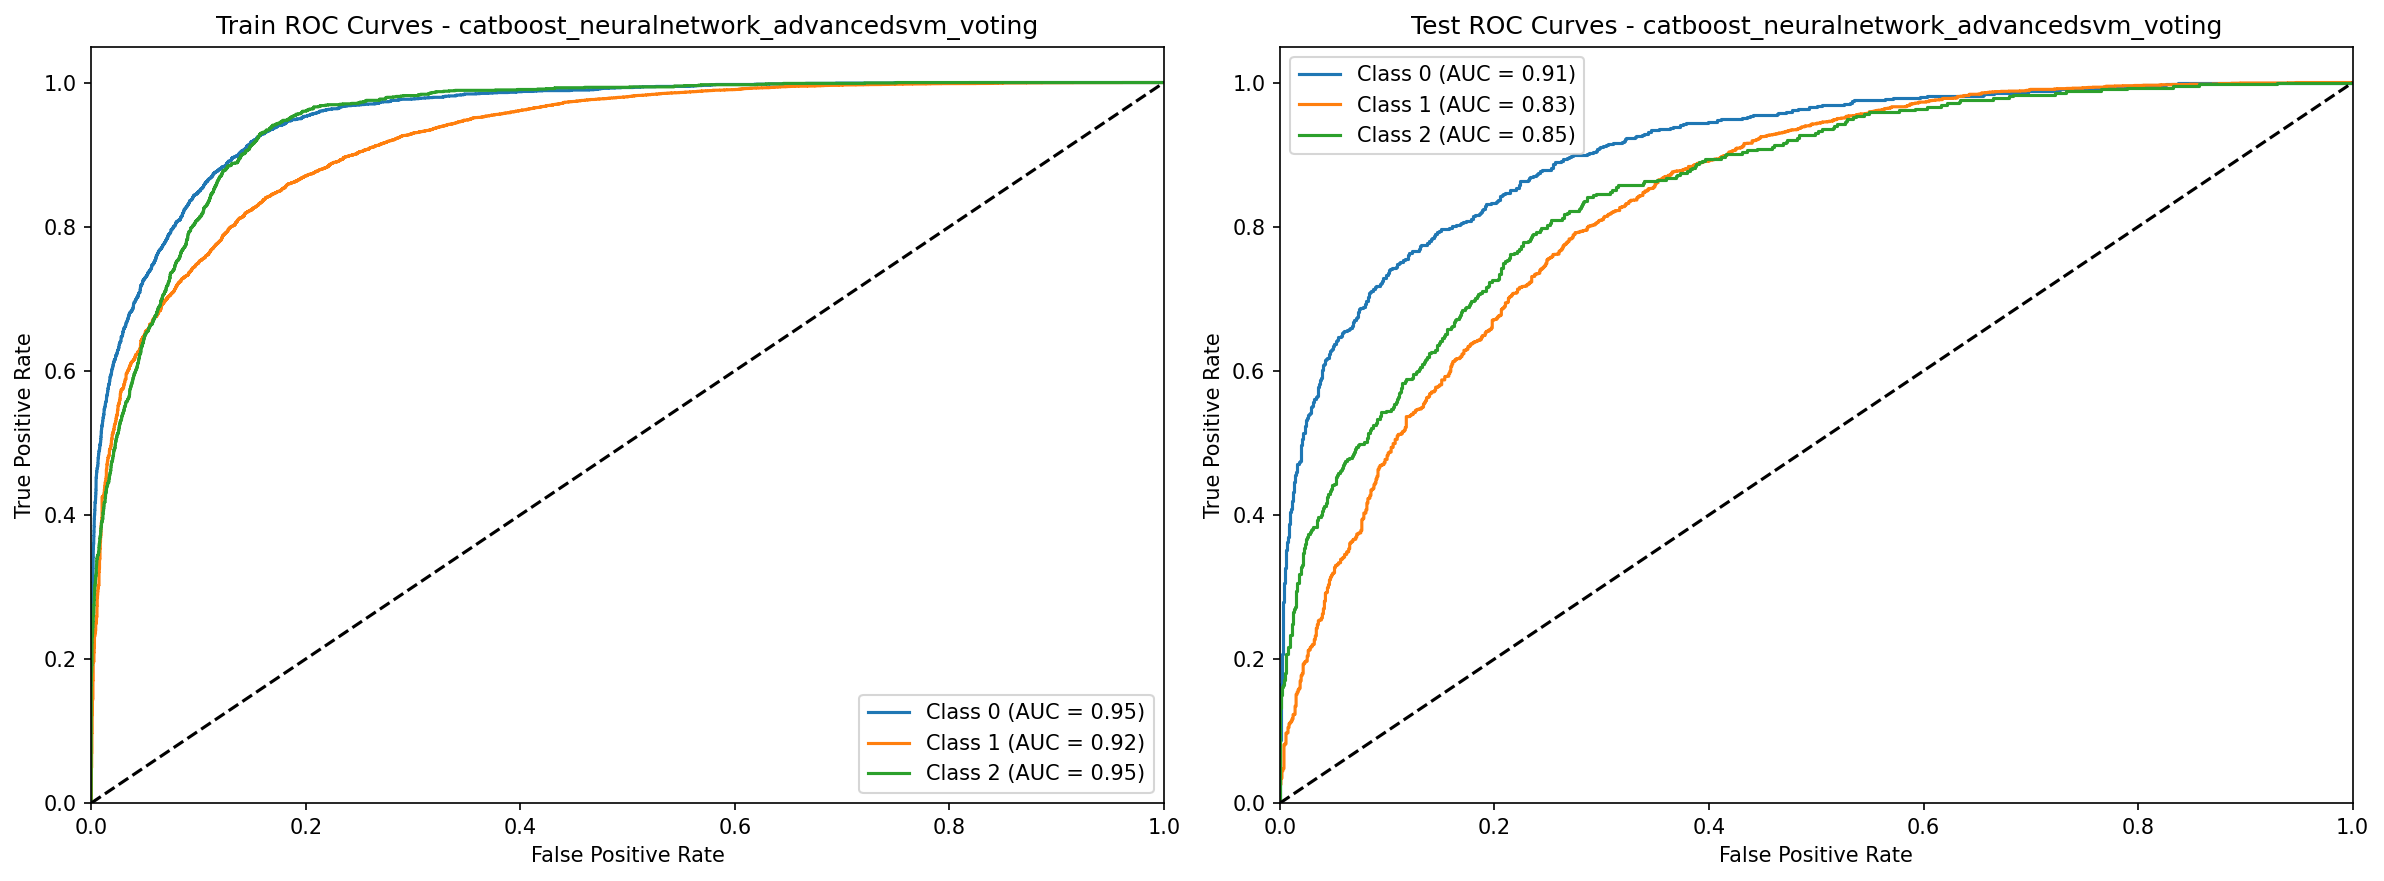 Train ROC Curves - catboost_neuralnetwork_advancedsvm_voting
True Positive Rate
1.0
0.8
0.6
0.4
0.2
0.0
0.0 0.2 0.4 0.6 0.8 1.0
False Positive Rate
Class 0 (AUC = 0.95)
Class 1 (AUC = 0.92)
Class 2 (AUC = 0.95)
Test ROC Curves - catboost_neuralnetwork_advancedsvm_voting
Class 0 (AUC = 0.91)
Class 1 (AUC = 0.83)
Class 2 (AUC = 0.85)
True Positive Rate
1.0
0.8
0.6
0.4
0.2
0.0
0.0 0.2 0.4 0.6 0.8 1.0
False Positive Rate